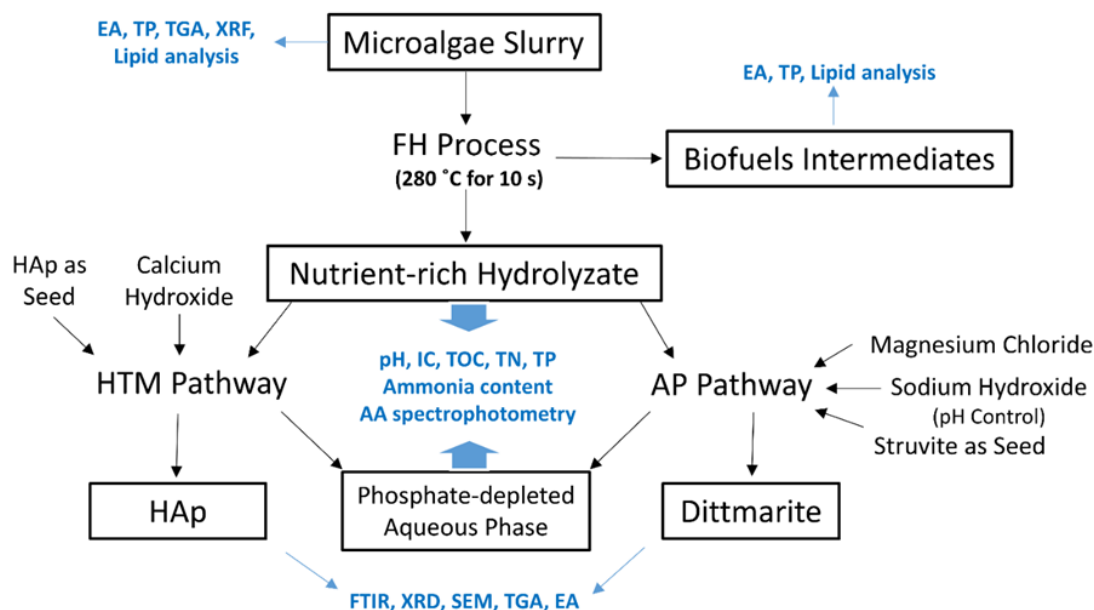 EA, TP, TGA, XRF,
Lipid analysis
Microalgae Slurry
EA, TP, Lipid analysis
FH Process
(280 ˚C for 10 s)
Biofuels Intermediates
HAp as
Seed
Calcium
Hydroxide
Nutrient-rich Hydrolyzate
pH, IC, TOC, TN, TP
Ammonia content
AA spectrophotometry
HTM Pathway
AP Pathway
Magnesium Chloride
Sodium Hydroxide
(pH Control)
Struvite as Seed
HAp
Phosphate-depleted
Aqueous Phase
Dittmarite
FTIR, XRD, SEM, TGA, EA